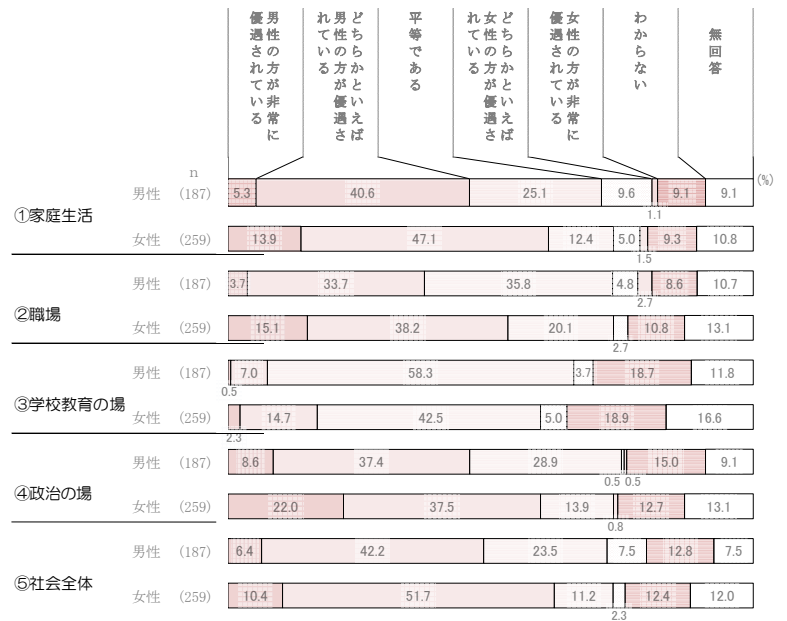 男性の方が非常に
優遇されている
どちらかといえば
男性の方が優遇さ
れている
平等である
どちらかといえば
女性の方が優遇さ
れている
女性の方が非常に
優遇されている
わからない
無回答
n
(%)
①家庭生活
男性 (187) 5.3 40.6 25.1 9.6 1.1 9.1 9.1
女性 (259) 13.9 47.1 12.4 5.0 1.5 9.3 10.8
②職場
男性 (187) 3.7 33.7 35.8 4.8 2.7 8.6 10.7
女性 (259) 15.1 38.2 20.1 2.7 10.8 13.1
③学校教育の場
男性 (187) 0.5 7.0 58.3 3.7 18.7 11.8
女性 (259) 2.3 14.7 42.5 5.0 18.9 16.6
④政治の場
男性 (187) 8.6 37.4 28.9 0.5 0.5 15.0 9.1
女性 (259) 22.0 37.5 13.9 0.8 12.7 13.1
⑤社会全体
男性 (187) 6.4 42.2 23.5 7.5 12.8 7.5
女性 (259) 10.4 51.7 11.2 2.3 12.4 12.0